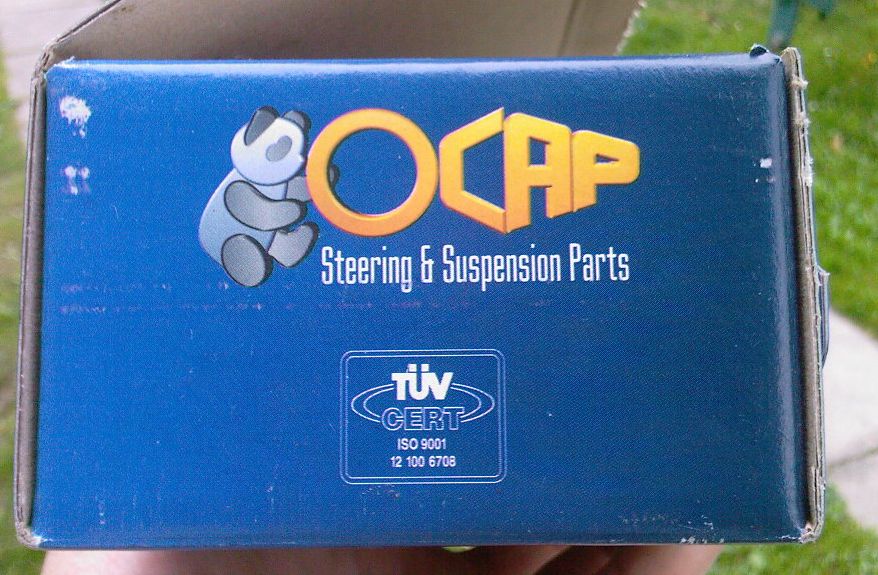 OCAP
Steering & Suspension Parts
TÜV
CERT
ISO 9001
12 100 6708